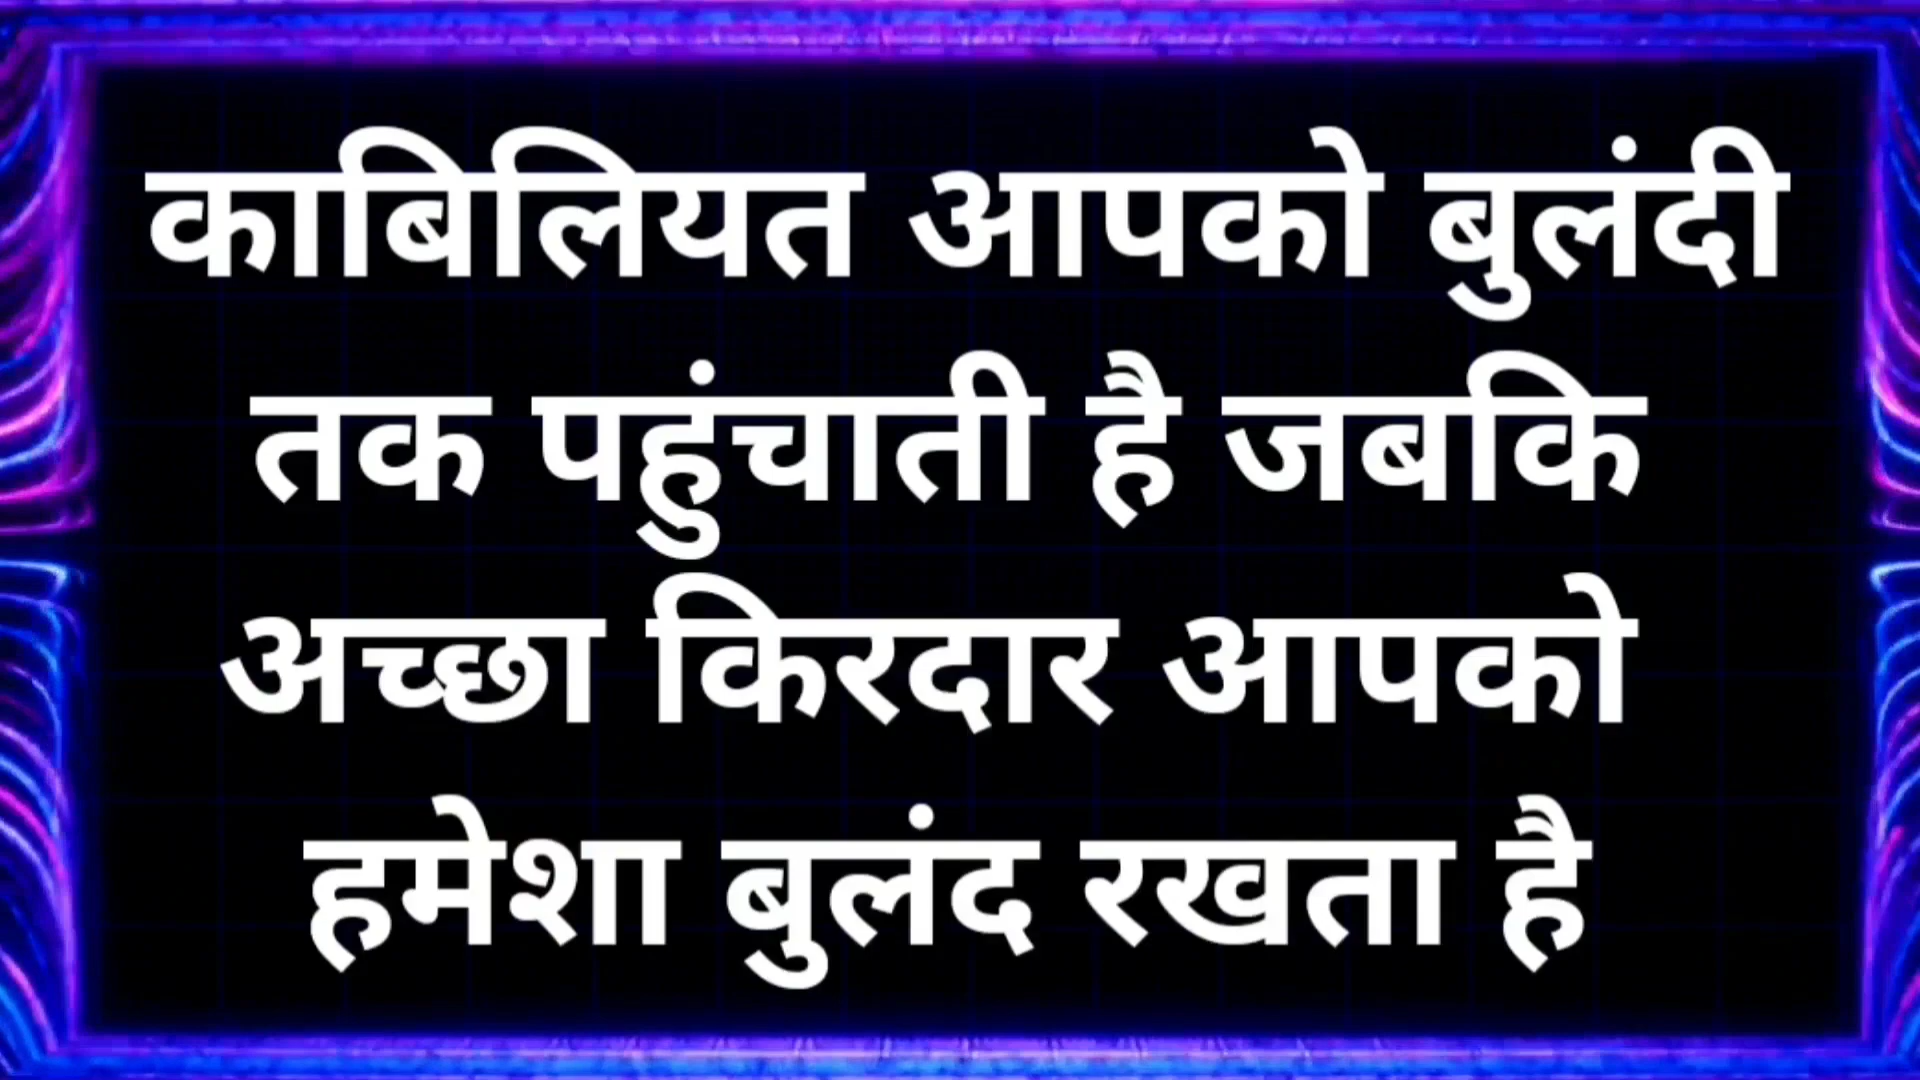 काबिलियत आपको बुलंदी
तक पहुंचाती है जबकि
अच्छा किरदार आपको
हमेशा बुलंद रखता है